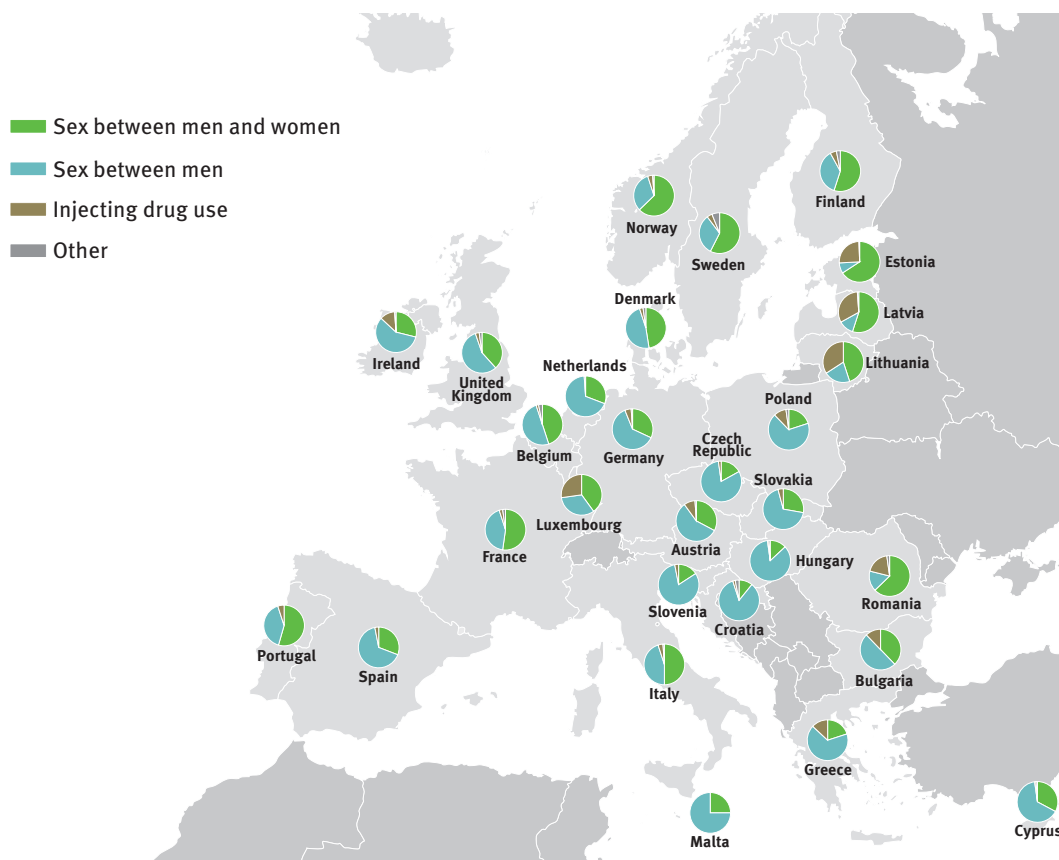 Sex between men and women
Sex between men
Injecting drug use
Other
Finland
Norway
Sweden
Estonia
Denmark
Latvia
Ireland
United
Kingdom
Netherlands
Lithuania
Poland
Belgium
Germany
Czech
Republic
Slovakia
Luxembourg
France
Austria
Hungary
Slovenia
Croatia
Romania
Portugal
Spain
Italy
Bulgaria
Greece
Malta
Cyprus